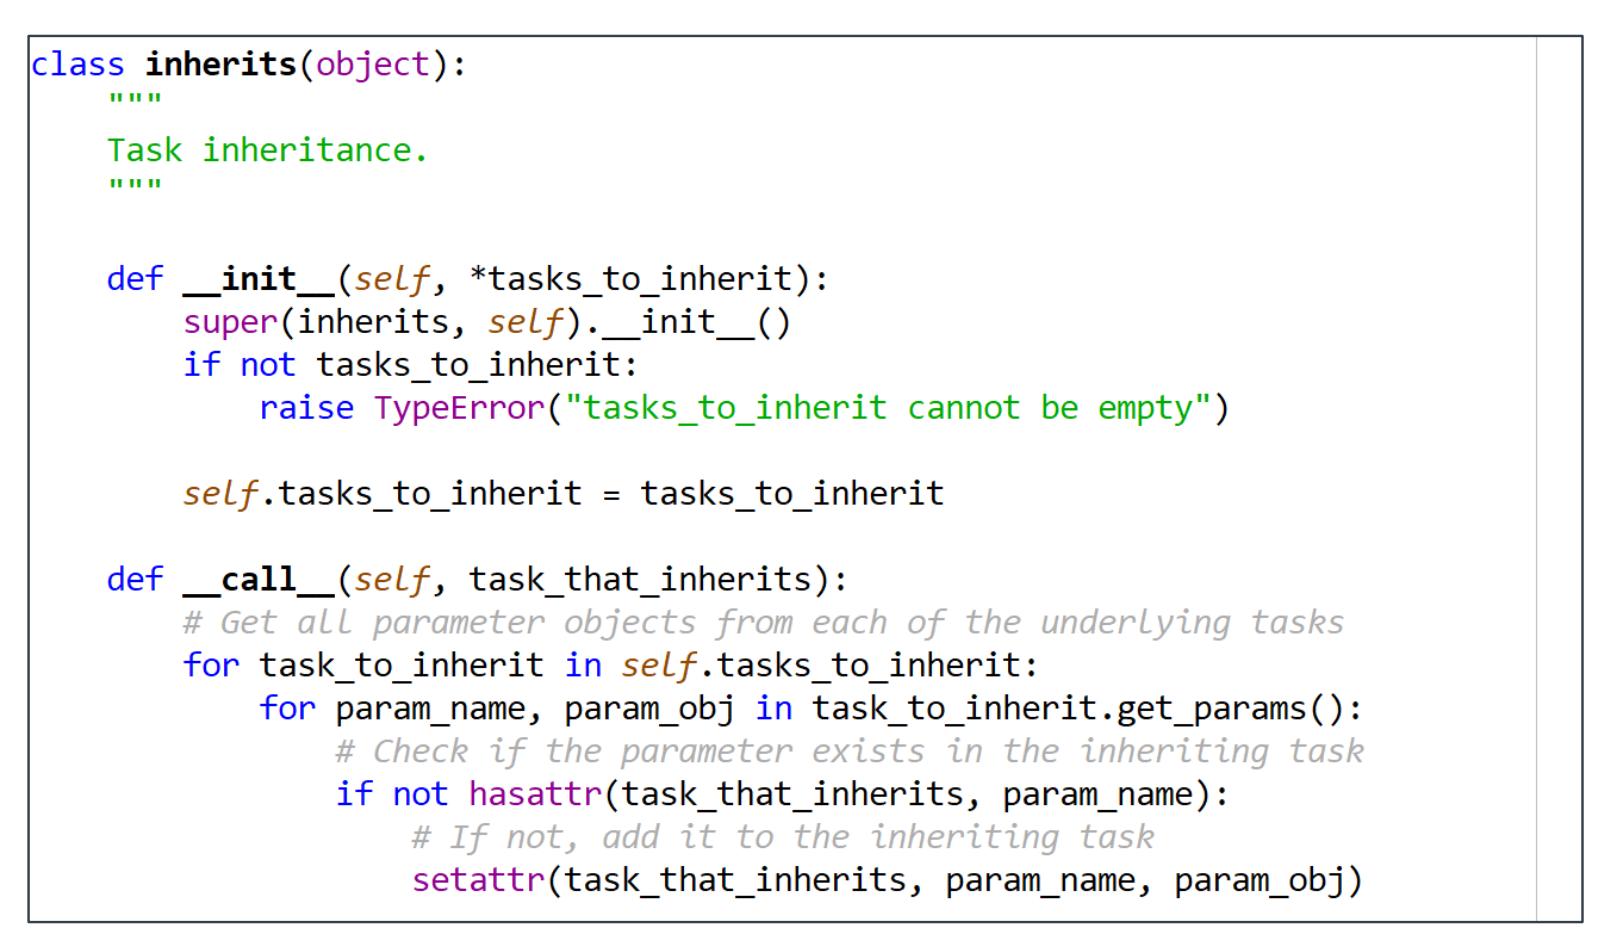 class inherits(object):
    """
    Task inheritance.
    """

    def __init__(self, *tasks_to_inherit):
        super(inherits, self).__init__()
        if not tasks_to_inherit:
            raise TypeError("tasks_to_inherit cannot be empty")

        self.tasks_to_inherit = tasks_to_inherit

    def __call__(self, task_that_inherits):
        # Get all parameter objects from each of the underlying tasks
        for task_to_inherit in self.tasks_to_inherit:
            for param_name, param_obj in task_to_inherit.get_params():
                # Check if the parameter exists in the inheriting task
                if not hasattr(task_that_inherits, param_name):
                    # If not, add it to the inheriting task
                    setattr(task_that_inherits, param_name, param_obj)